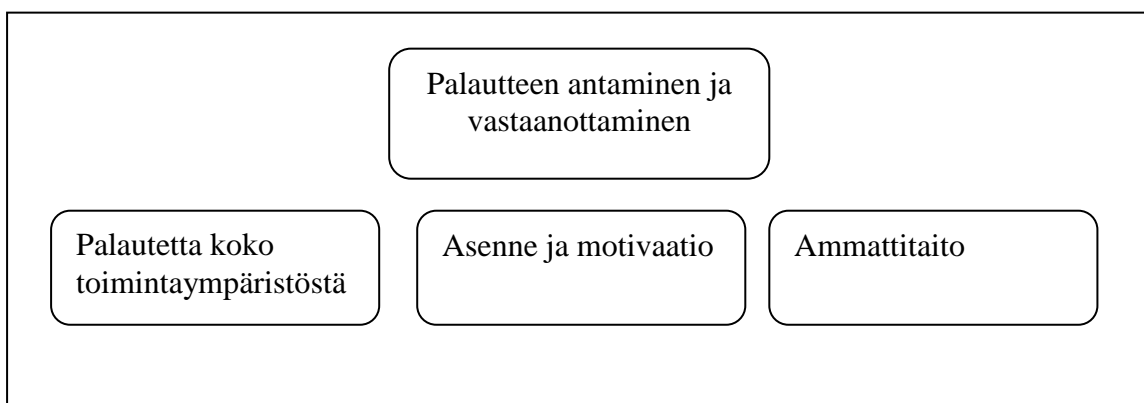 Palautteen antaminen ja
vastaanottaminen
Palautetta koko
toimintaympäristöstä
Asenne ja motivaatio
Ammattitaito